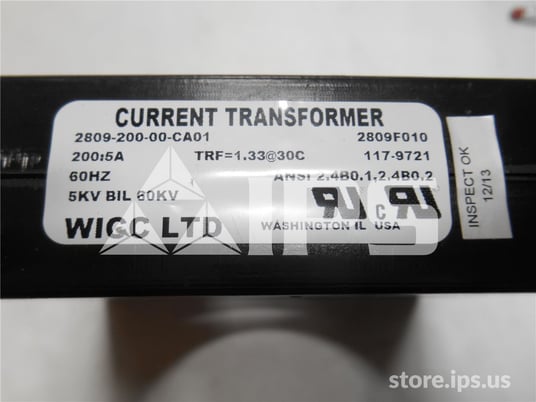 CURRENT TRANSFORMER
2809-200-00-CA01 2809F010
200:5A TRF=1.33@30C 117-9721
60HZ ANSI 2.4B0.1,2.4B0.2
5KV BIL 60KV
WIGC LTD WASHINGTON IL USA
INSPECT OK
12/13
IPS
store.ips.us